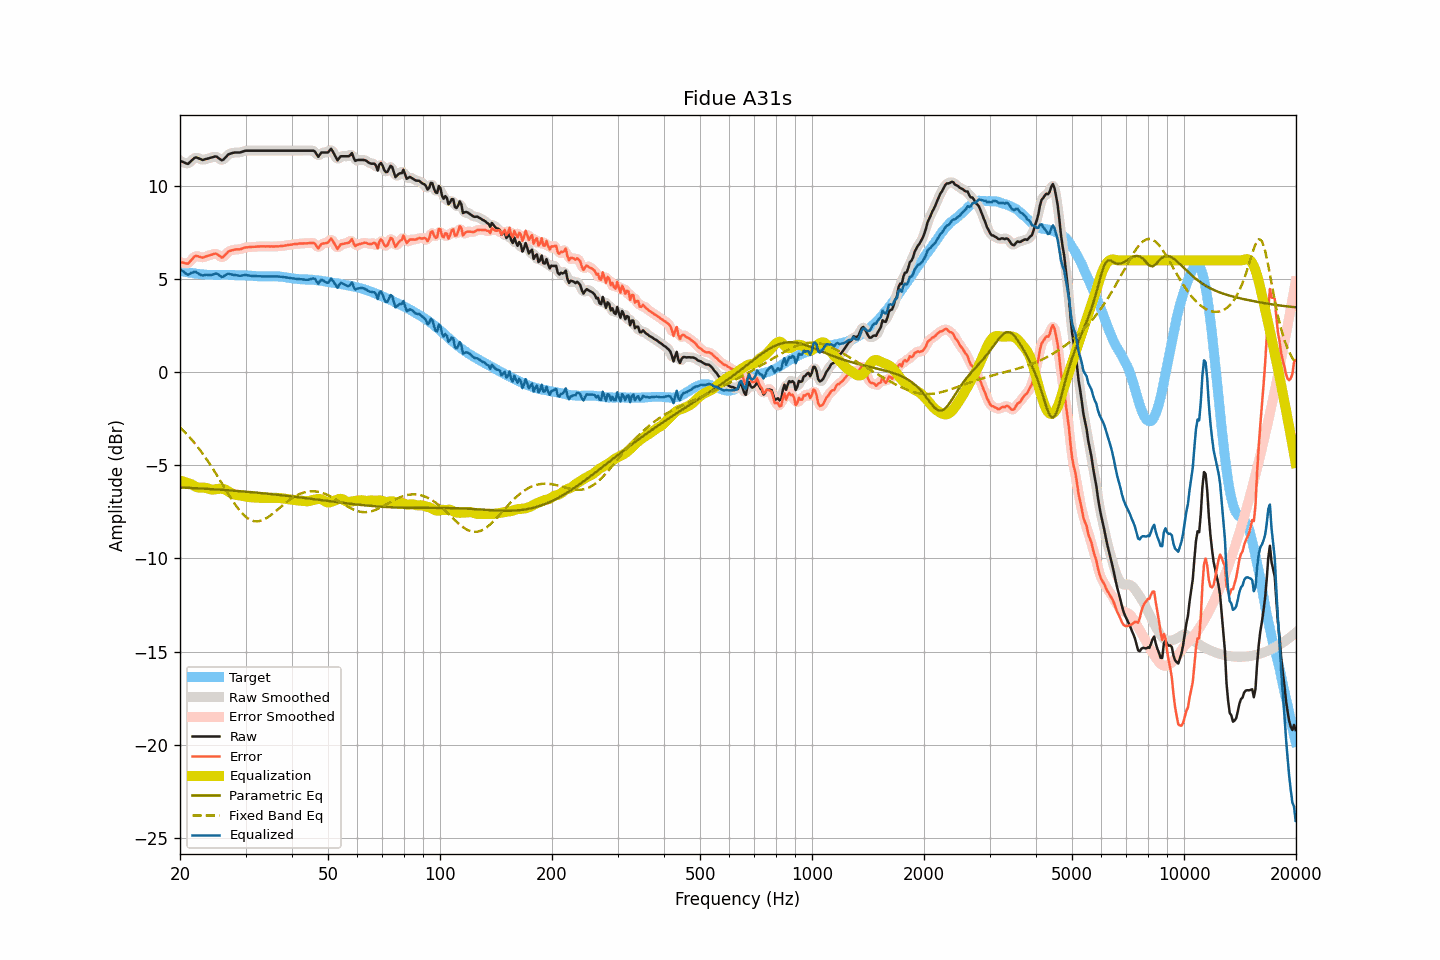 Fidue A31s
Amplitude (dBr)
10
5
0
−5
−10
−15
−20
−25
Target
Raw Smoothed
Error Smoothed
Raw
Error
Equalization
Parametric Eq
Fixed Band Eq
Equalized
20 50 100 200 500 1000 2000 5000 10000 20000
Frequency (Hz)